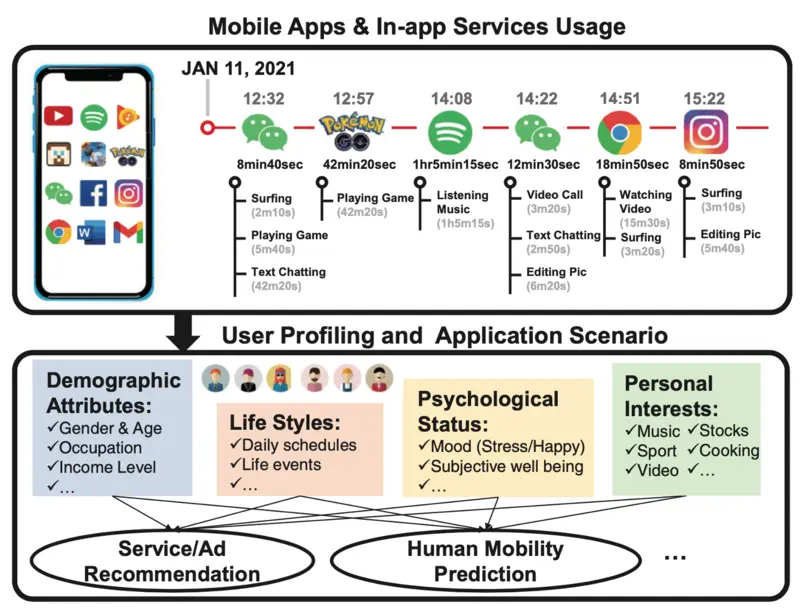 Mobile Apps & In-app Services Usage
JAN 11, 2021
12:32 12:57 14:08 14:22 14:51 15:22
POKÉMON
GO
POKÉMON
GO
W
8min40sec 42min20sec 1hr5min15sec 12min30sec 18min50sec 8min50sec
Surfing
(2m10s)
Playing Game
(5m40s)
Text Chatting
(42m20s)
Playing Game
(42m20s)
Listening
Music
(1h5m15s)
Video Call
(3m20s)
Text Chatting
(2m50s)
Editing Pic
(6m20s)
Watching
Video
(15m30s)
Surfing
(3m20s)
Surfing
(3m10s)
Editing Pic
(5m40s)
User Profiling and Application Scenario
Demographic
Attributes:
✓Gender & Age
✓Occupation
✓Income Level
✓...
Life Styles:
✓Daily schedules
✓Life events
✓...
Psychological
Status:
✓Mood (Stress/Happy)
✓Subjective well being
✓...
Personal
Interests:
✓Music ✓Stocks
✓Sport ✓Cooking
✓Video ✓...
Service/Ad
Recommendation
Human Mobility
Prediction
...